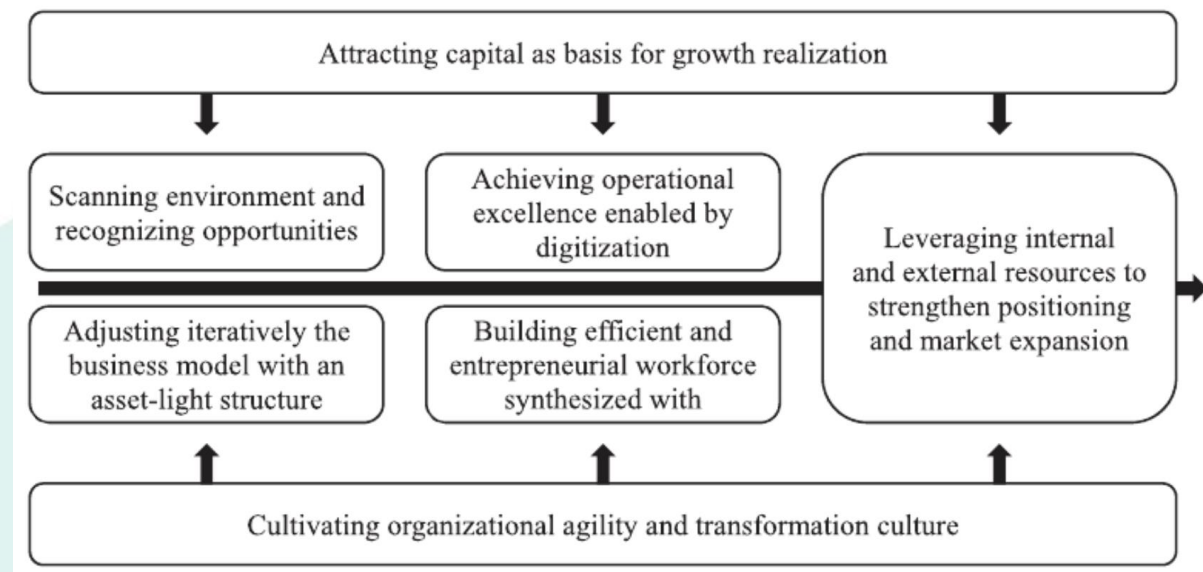 Attracting capital as basis for growth realization
Scanning environment and
recognizing opportunities
Achieving operational
excellence enabled by
digitization
Leveraging internal
and external resources to
strengthen positioning
and market expansion
Adjusting iteratively the
business model with an
asset-light structure
Building efficient and
entrepreneurial workforce
synthesized with
Cultivating organizational agility and transformation culture